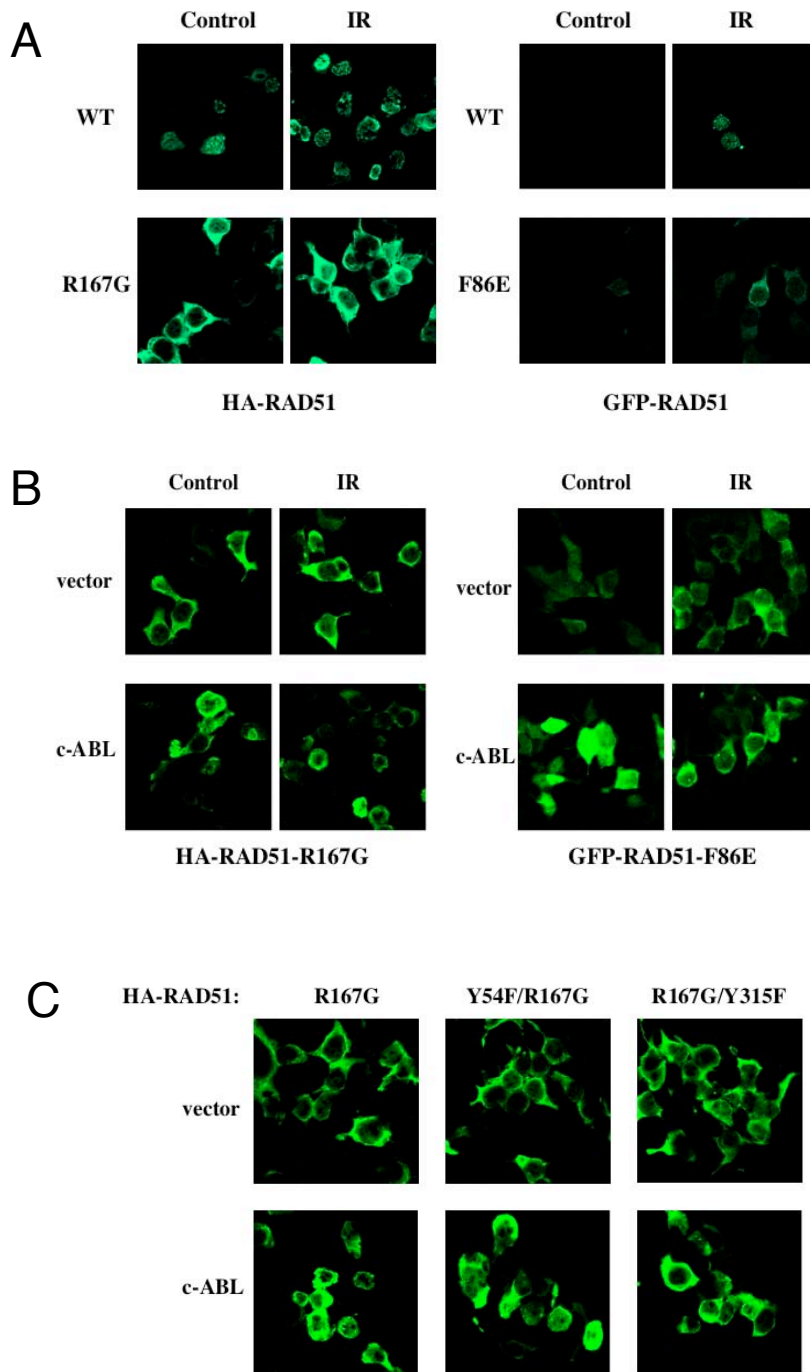 A
Control IR Control IR
WT WT
R167G F86E
HA-RAD51 GFP-RAD51
B
Control IR Control IR
vector vector
c-ABL c-ABL
HA-RAD51-R167G GFP-RAD51-F86E
C
HA-RAD51: R167G Y54F/R167G R167G/Y315F
vector
c-ABL